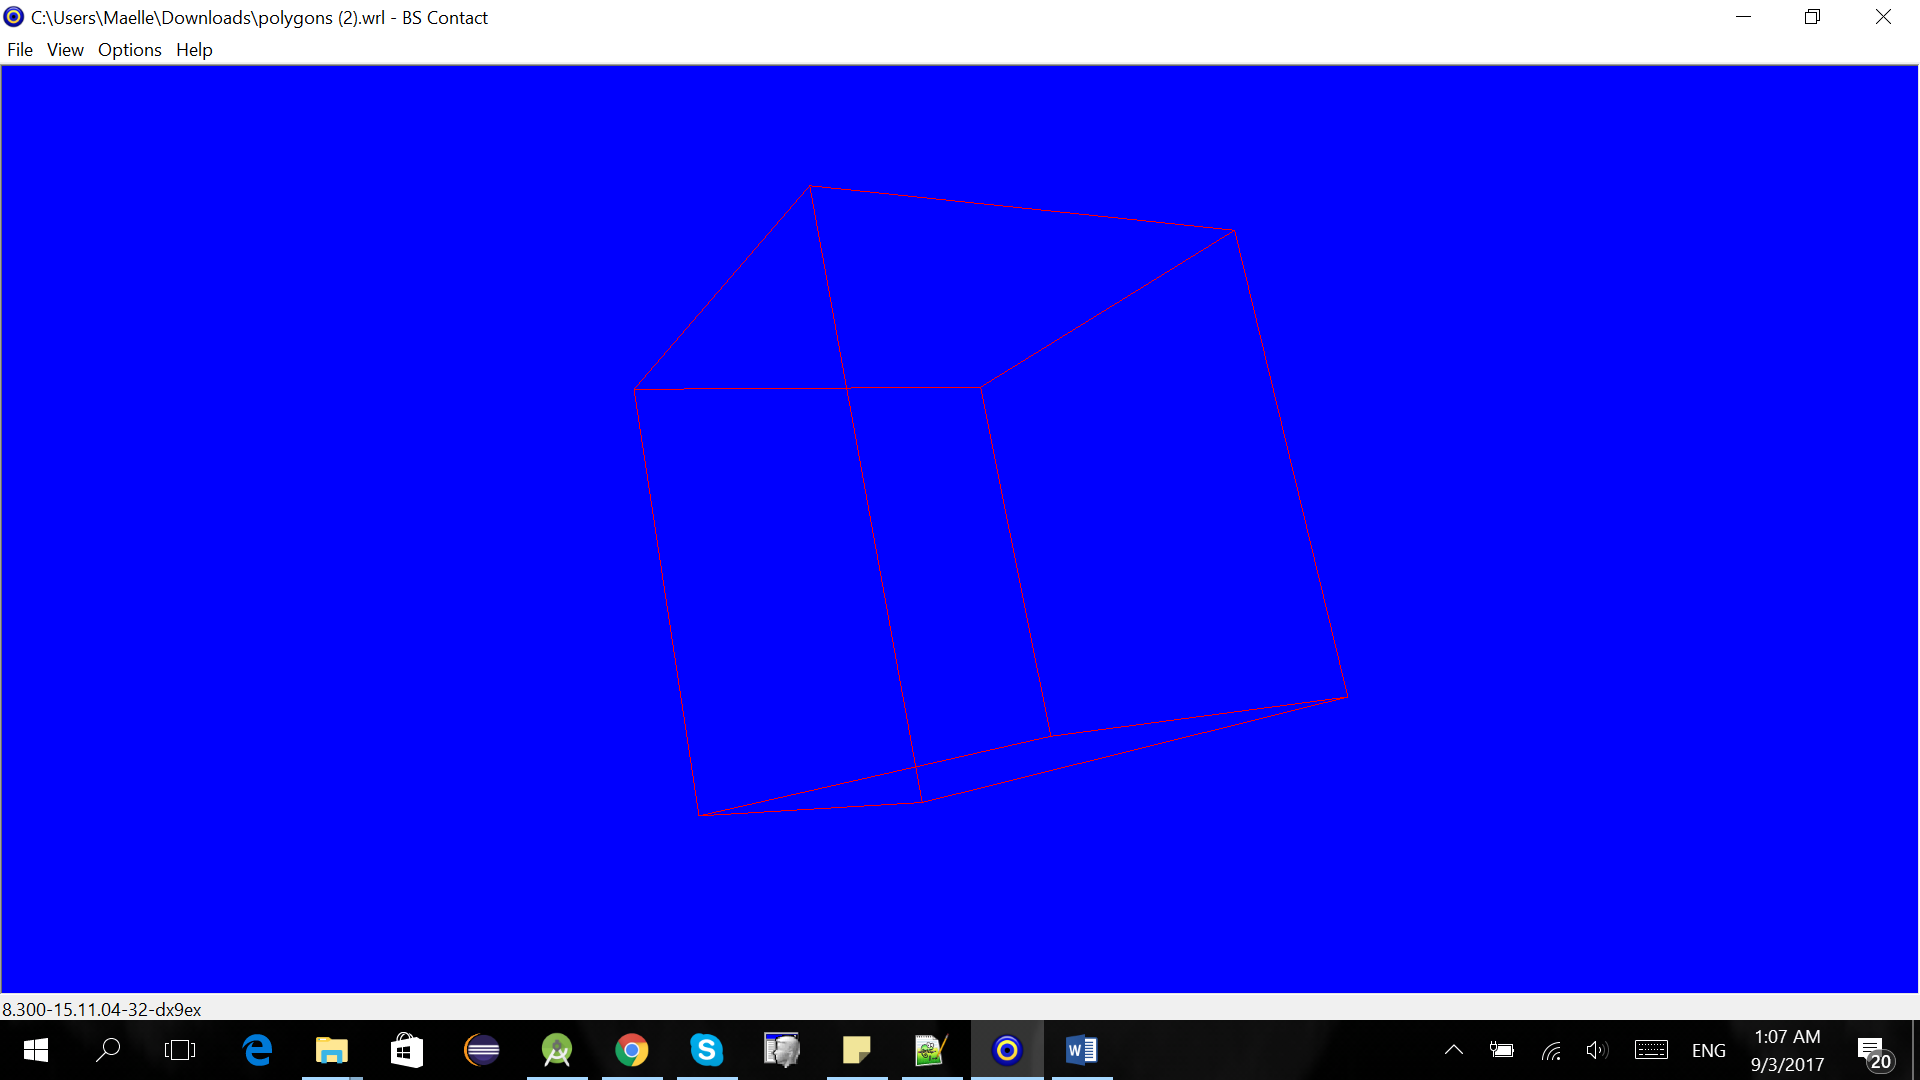 C:\Users\Maelle\Downloads\polygons (2).wrl - BS Contact
File View Options Help
8.300-15.11.04-32-dx9ex
ENG
1:07 AM
9/3/2017
20